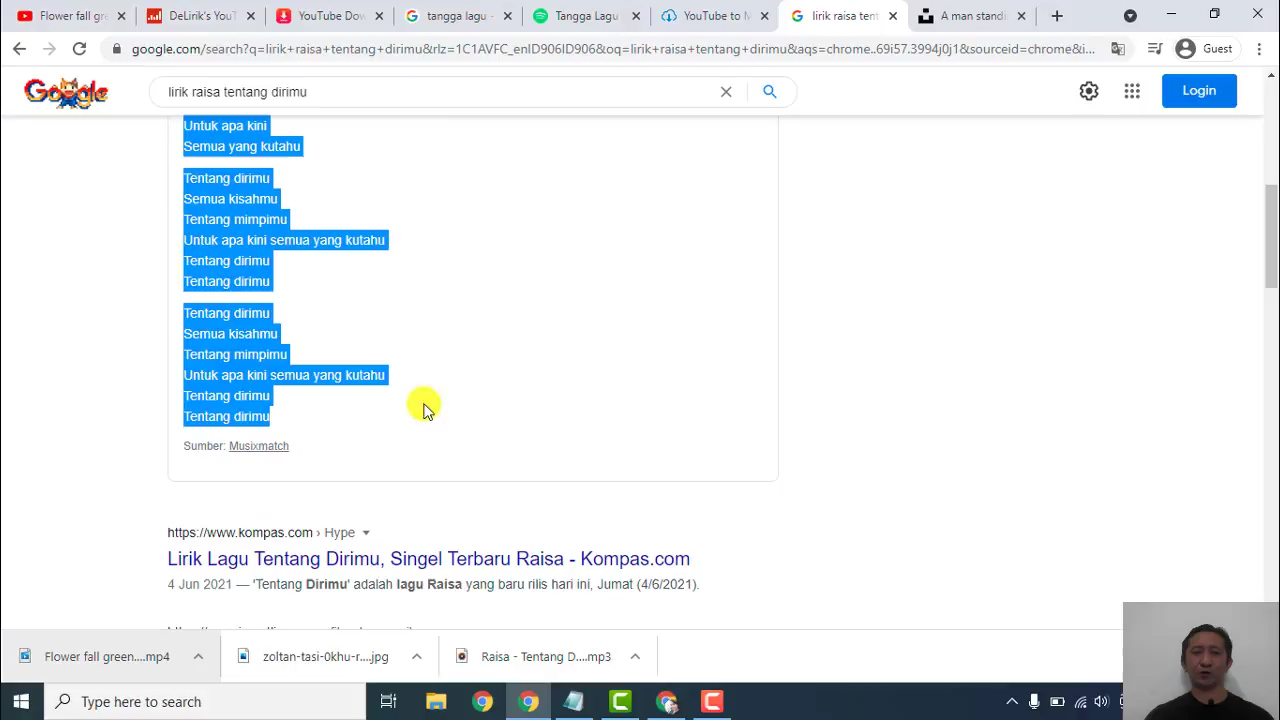 Flower fall gre
DeLirik's YouT
YouTube Dow
tangga lagu -
Tangga Lagu
YouTube to M
lirik raisa tent
A man standi
google.com/search?q=lirik+raisa+tentang+dirimu&rlz=1C1AVFC_enID906ID906&oq=lirik+raisa+tentang+dirimu&aqs=chrome..69i57.3994j0j1&sourceid=chrome&i...
Guest
Google
lirik raisa tentang dirimu
Login
Untuk apa kini
Semua yang kutahu
Tentang dirimu
Semua kisahmu
Tentang mimpimu
Untuk apa kini semua yang kutahu
Tentang dirimu
Tentang dirimu
Tentang dirimu
Semua kisahmu
Tentang mimpimu
Untuk apa kini semua yang kutahu
Tentang dirimu
Tentang dirimu
Sumber: Musixmatch
https://www.kompas.com › Hype
Lirik Lagu Tentang Dirimu, Singel Terbaru Raisa - Kompas.com
4 Jun 2021 — 'Tentang Dirimu' adalah lagu Raisa yang baru rilis hari ini, Jumat (4/6/2021).
Flower fall green....mp4
zoltan-tasi-0khu-r....jpg
Raisa - Tentang D....mp3
Type here to search